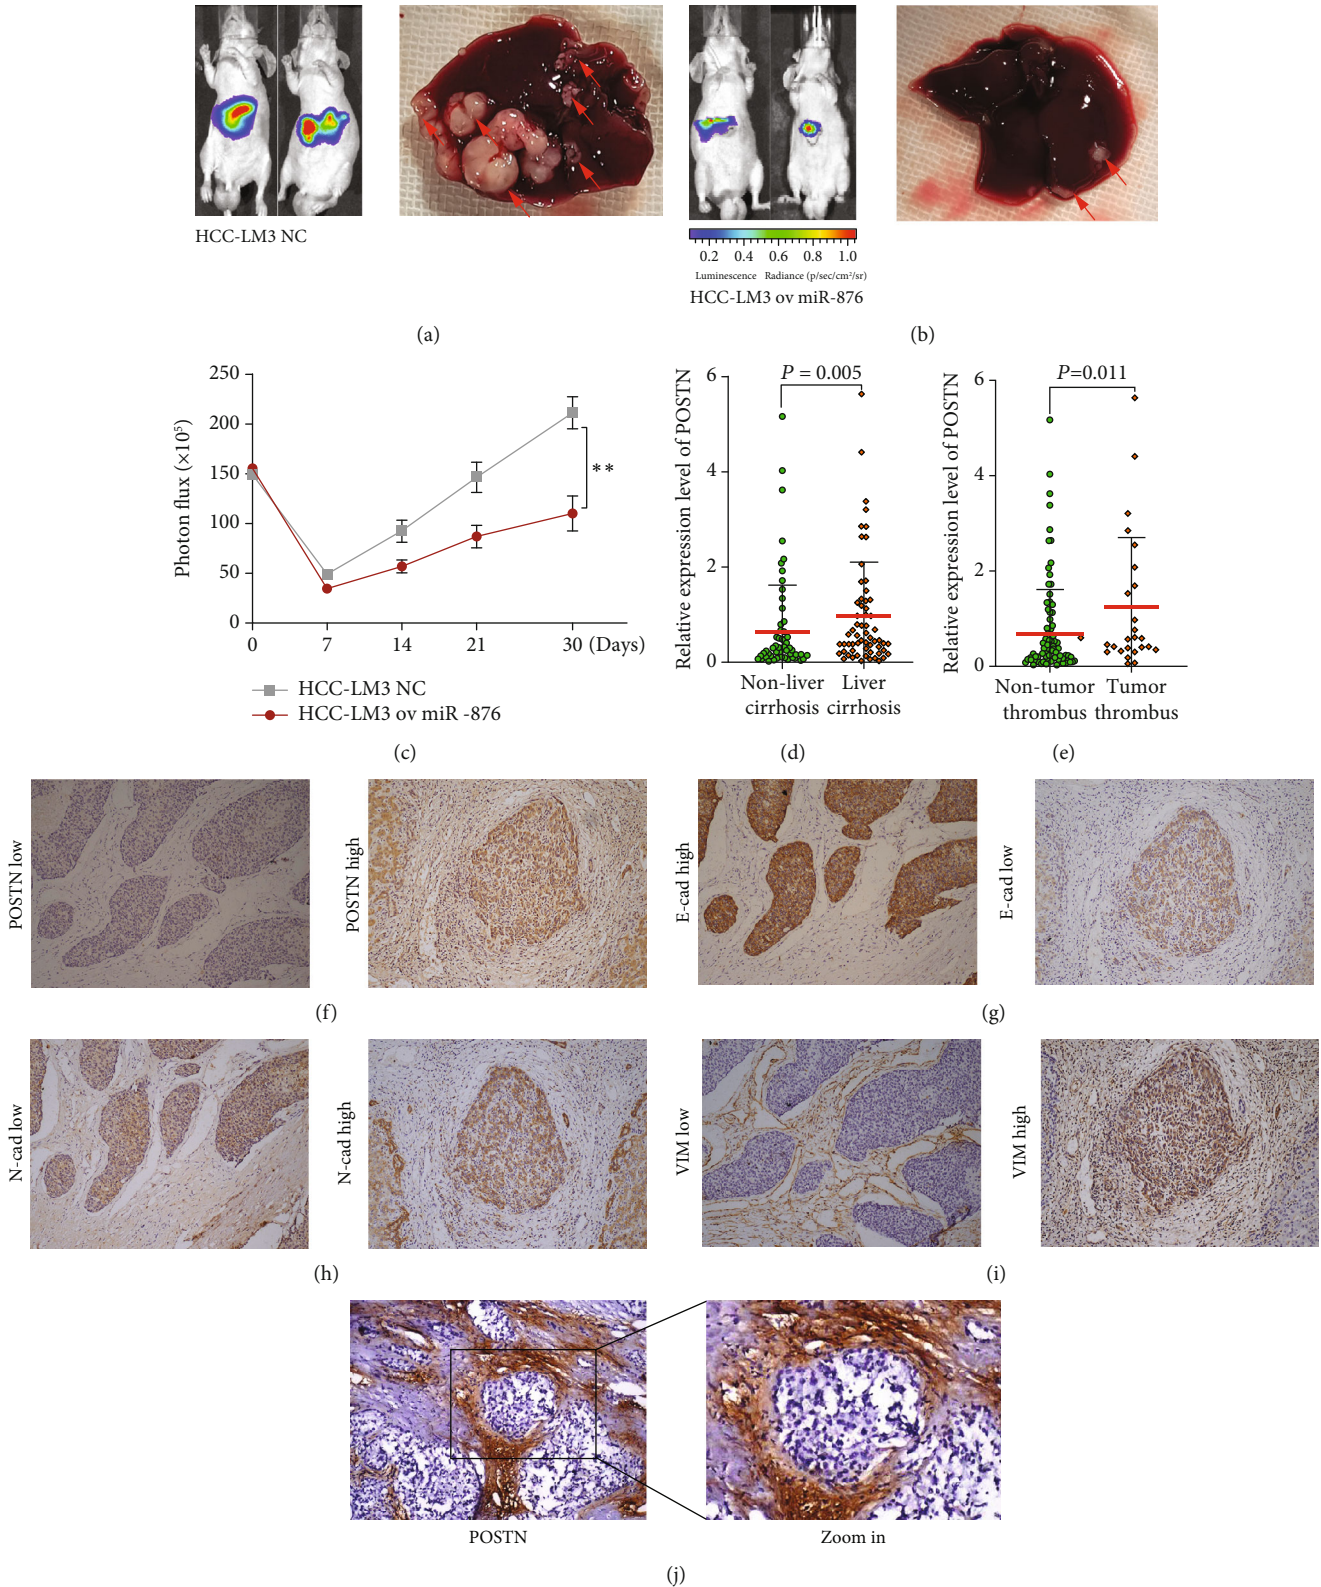 HCC-LM3 NC
0.2 0.4 0.6 0.8 1.0
Luminescence Radiance (p/sec/cm²/sr)
HCC-LM3 ov miR-876
(a)
(b)
Photon flux (×10⁵)
250
200
150
100
50
0
0 7 14 21 30 (Days)
**
HCC-LM3 NC
HCC-LM3 ov miR -876
(c)
Relative expression level of POSTN
6
4
2
0
P = 0.005
Non-liver cirrhosis
Liver cirrhosis
(d)
Relative expression level of POSTN
6
4
2
0
P=0.011
Non-tumor thrombus
Tumor thrombus
(e)
POSTN low
POSTN high
(f)
E-cad high
E-cad low
(g)
N-cad low
N-cad high
(h)
VIM low
VIM high
(i)
POSTN
Zoom in
(j)